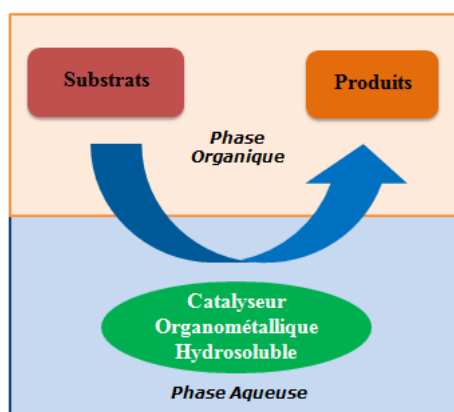 Substrats
Produits
Phase
Organique
Catalyseur
Organométallique
Hydrosoluble
Phase Aqueuse